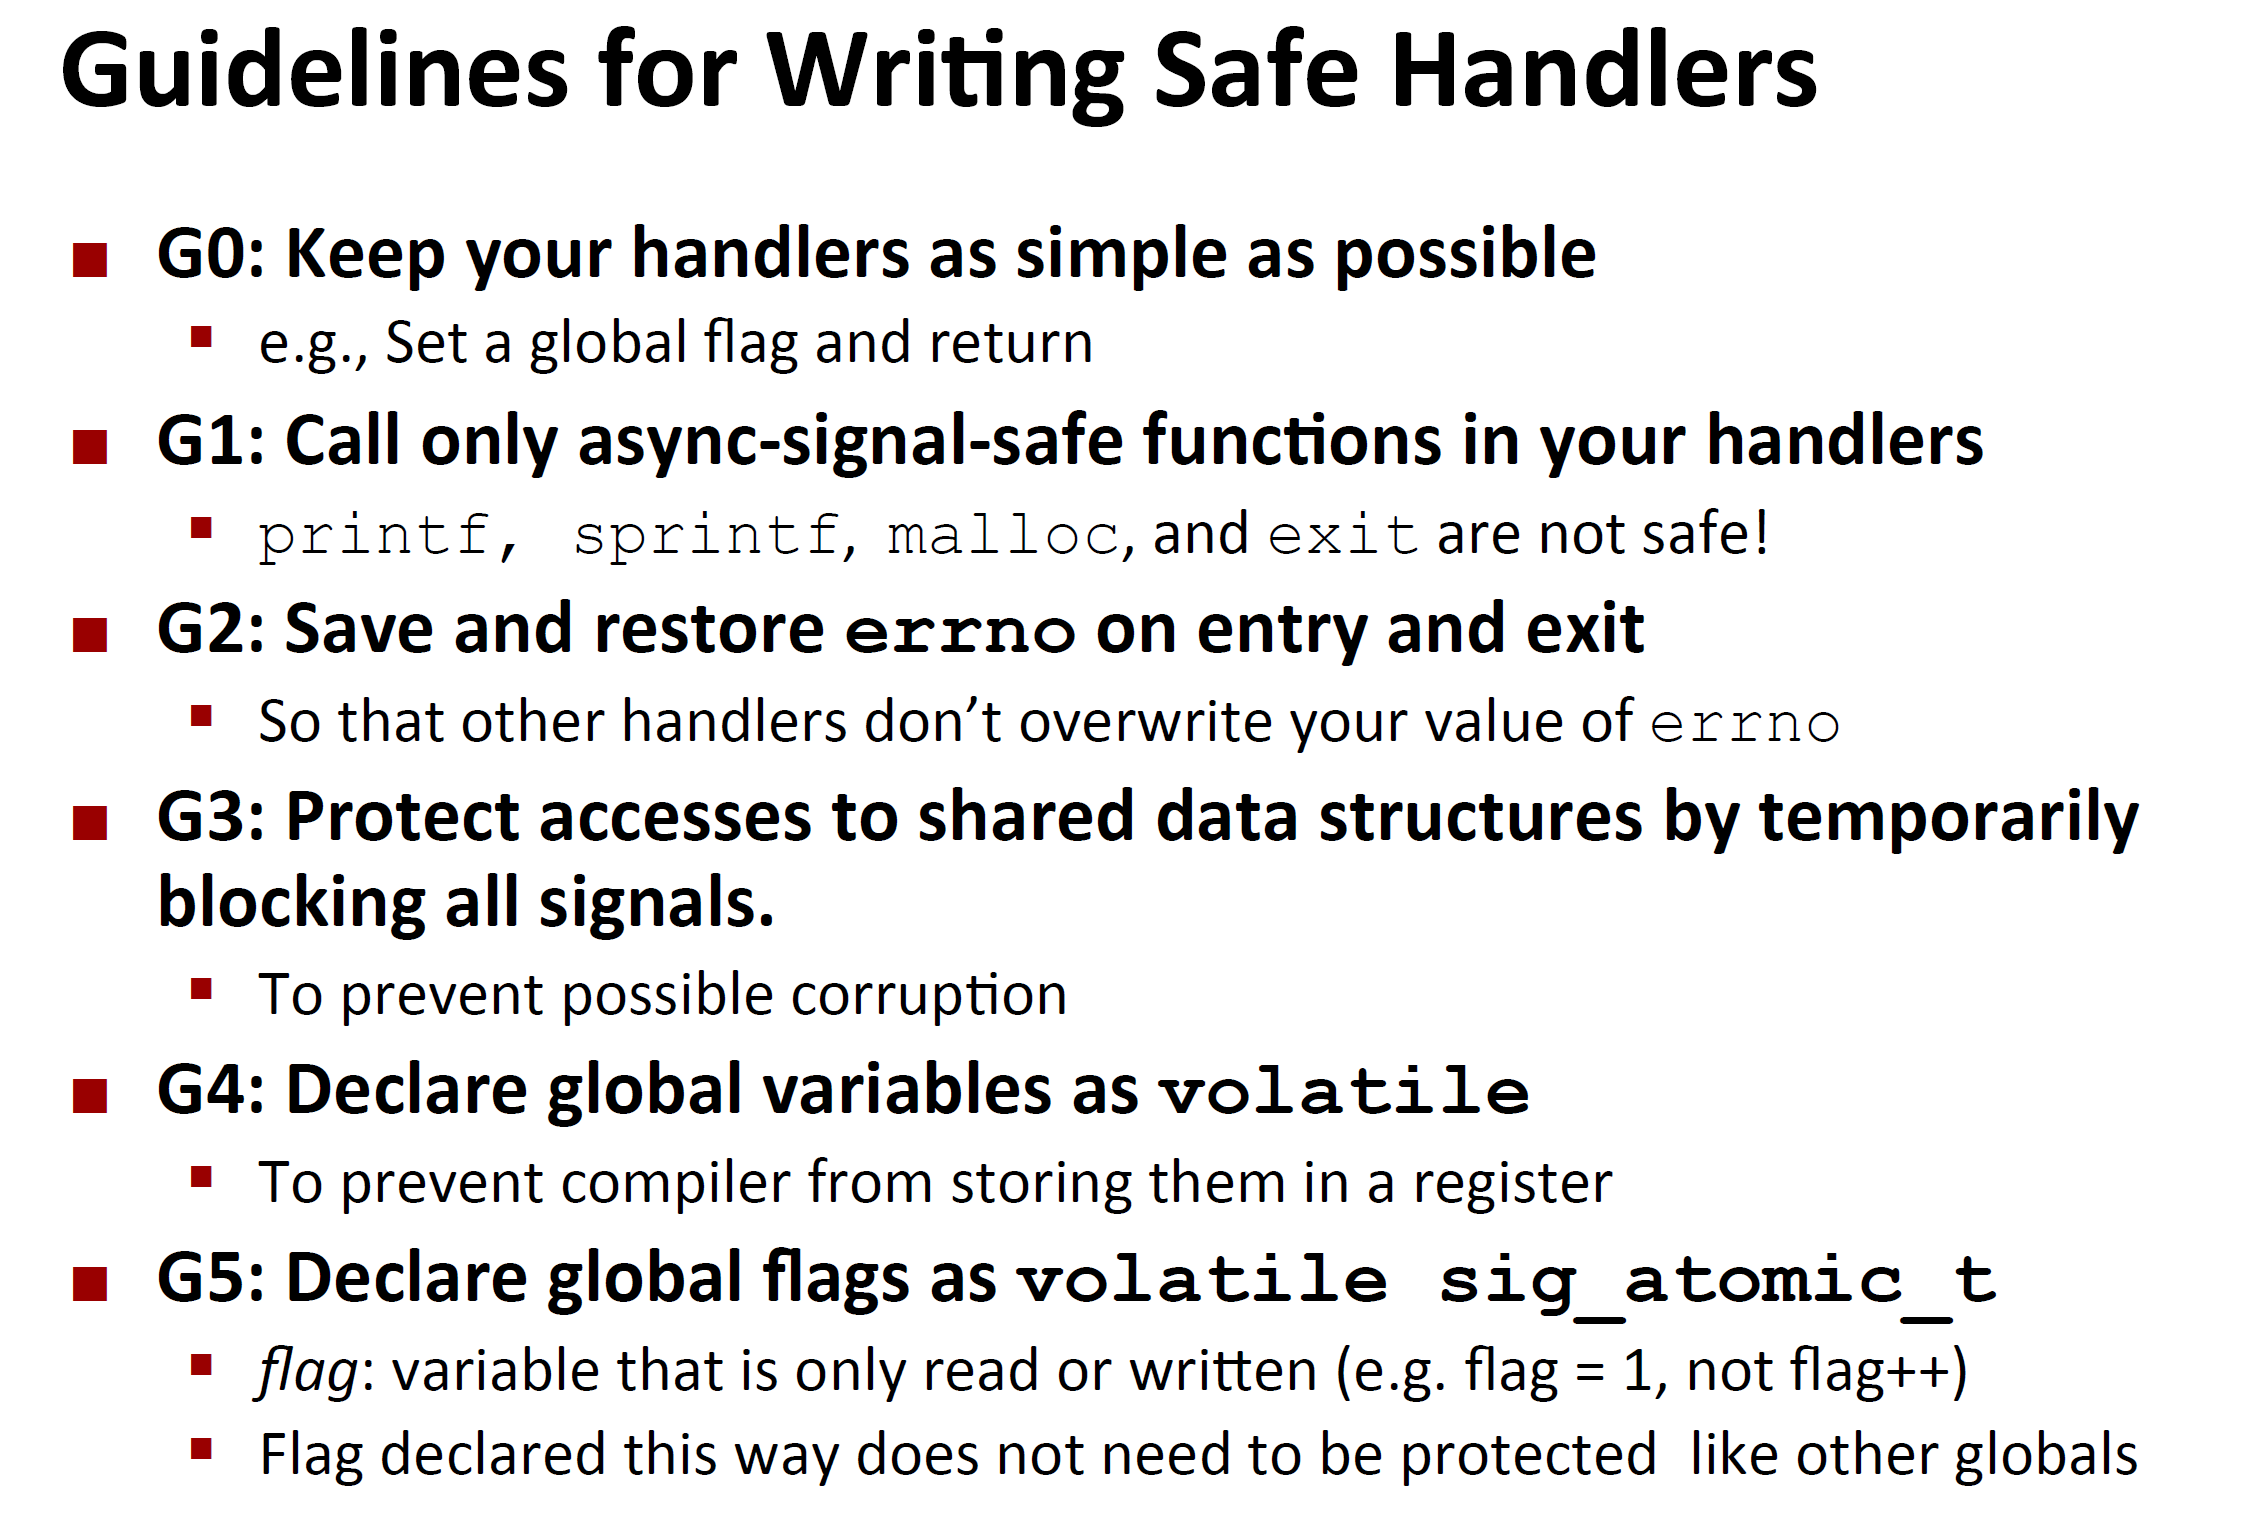 Guidelines for Writing Safe Handlers
G0: Keep your handlers as simple as possible
e.g., Set a global flag and return
G1: Call only async-signal-safe functions in your handlers
printf, sprintf, malloc, and exit are not safe!
G2: Save and restore errno on entry and exit
So that other handlers don’t overwrite your value of errno
G3: Protect accesses to shared data structures by temporarily
blocking all signals.
To prevent possible corruption
G4: Declare global variables as volatile
To prevent compiler from storing them in a register
G5: Declare global flags as volatile sig_atomic_t
flag: variable that is only read or written (e.g. flag = 1, not flag++)
Flag declared this way does not need to be protected like other globals